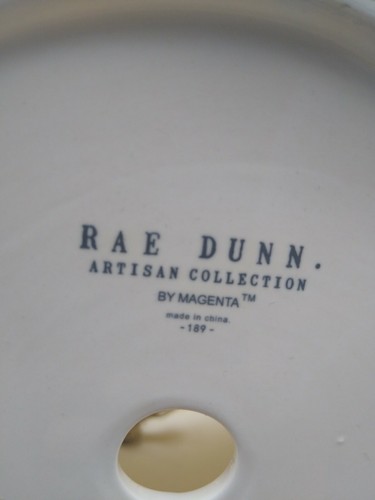 RAE DUNN.
ARTISAN COLLECTION
BY MAGENTA™
made in china.
-189-